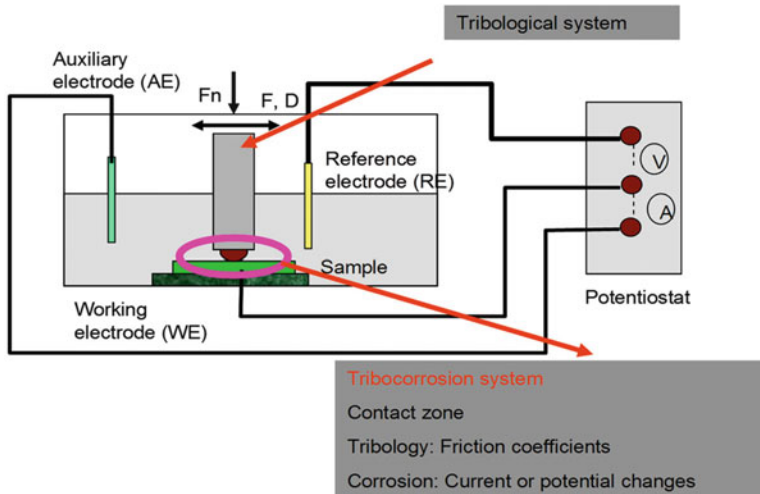 Tribological system
Auxiliary
electrode (AE)
Fn
F, D
Reference
electrode (RE)
V
A
Sample
Working
electrode (WE)
Potentiostat
Tribocorrosion system
Contact zone
Tribology: Friction coefficients
Corrosion: Current or potential changes